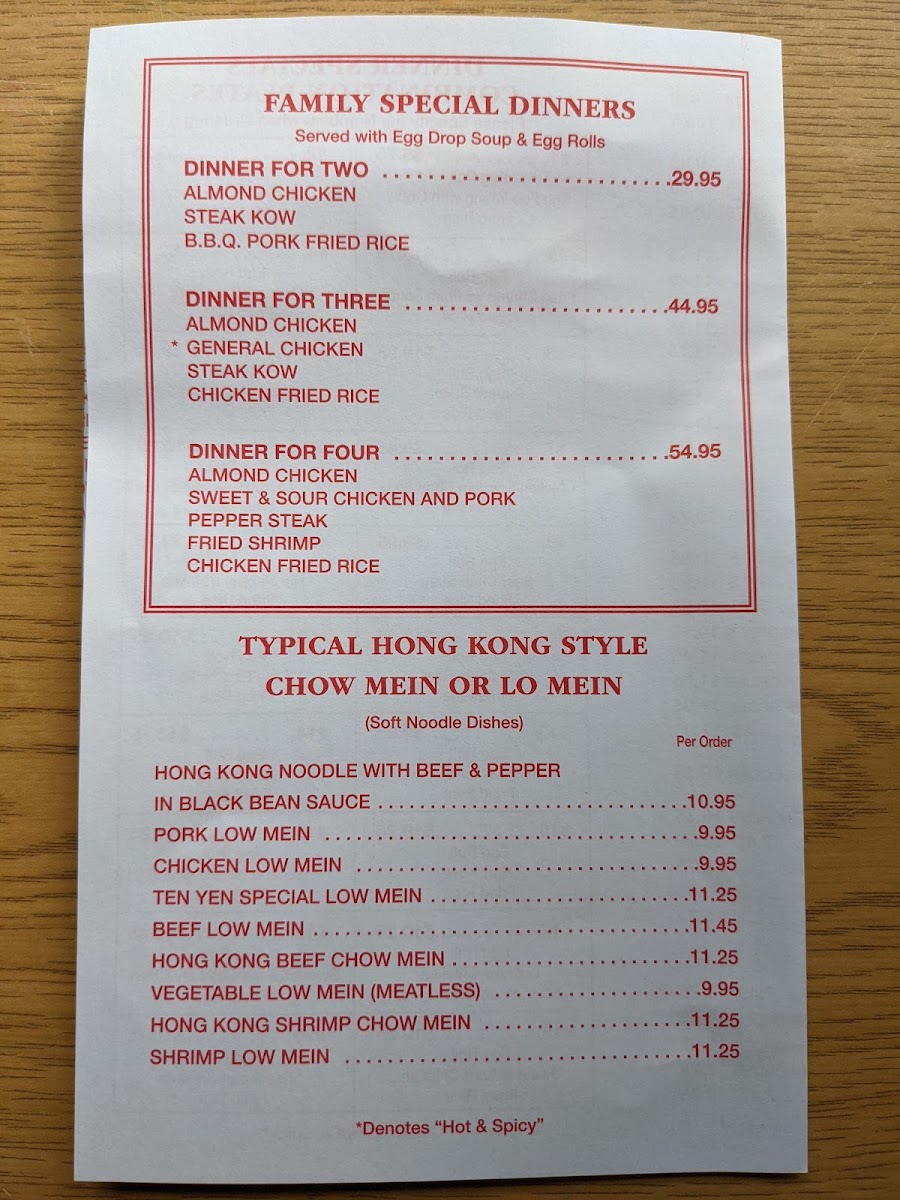 FAMILY SPECIAL DINNERS
Served with Egg Drop Soup & Egg Rolls
DINNER FOR TWO ..........................29.95
ALMOND CHICKEN
STEAK KOW
B.B.Q. PORK FRIED RICE
DINNER FOR THREE ........................44.95
ALMOND CHICKEN
* GENERAL CHICKEN
STEAK KOW
CHICKEN FRIED RICE
DINNER FOR FOUR .........................54.95
ALMOND CHICKEN
SWEET & SOUR CHICKEN AND PORK
PEPPER STEAK
FRIED SHRIMP
CHICKEN FRIED RICE
TYPICAL HONG KONG STYLE
CHOW MEIN OR LO MEIN
(Soft Noodle Dishes)
Per Order
HONG KONG NOODLE WITH BEEF & PEPPER
IN BLACK BEAN SAUCE ............................10.95
PORK LOW MEIN ..................................9.95
CHICKEN LOW MEIN ...............................9.95
TEN YEN SPECIAL LOW MEIN .......................11.25
BEEF LOW MEIN ..................................11.45
HONG KONG BEEF CHOW MEIN ......................11.25
VEGETABLE LOW MEIN (MEATLESS) ...................9.95
HONG KONG SHRIMP CHOW MEIN ...................11.25
SHRIMP LOW MEIN ................................11.25
*Denotes “Hot & Spicy”